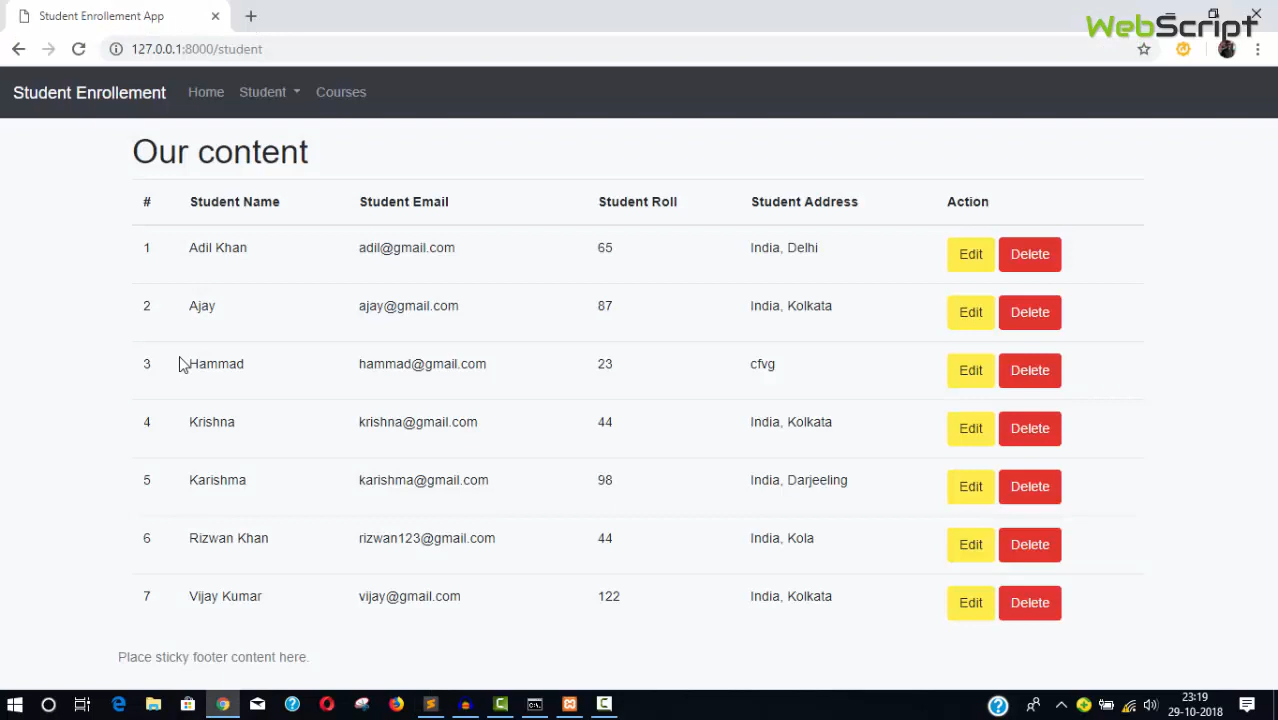 Student Enrollement App
WebScript
127.0.0.1:8000/student
Student Enrollement Home Student Courses
Our content
# Student Name Student Email Student Roll Student Address Action
1 Adil Khan adil@gmail.com 65 India, Delhi Edit Delete
2 Ajay ajay@gmail.com 87 India, Kolkata Edit Delete
3 Hammad hammad@gmail.com 23 cfvg Edit Delete
4 Krishna krishna@gmail.com 44 India, Kolkata Edit Delete
5 Karishma karishma@gmail.com 98 India, Darjeeling Edit Delete
6 Rizwan Khan rizwan123@gmail.com 44 India, Kola Edit Delete
7 Vijay Kumar vijay@gmail.com 122 India, Kolkata Edit Delete
Place sticky footer content here.
23:19
29-10-2018